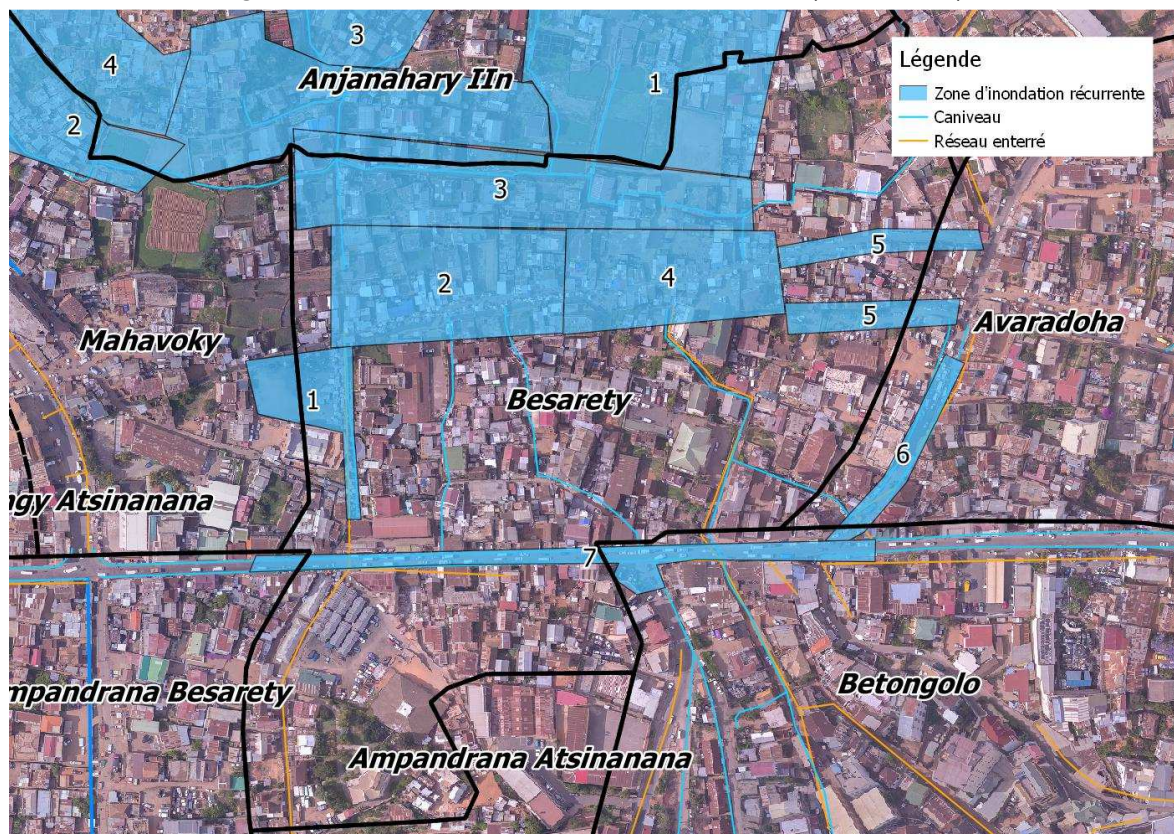 3
4
Anjanahary IIn
1
2
3
Légende
Zone d'inondation récurrente
Caniveau
Réseau enterré
5
2
4
5
Mahavoky
Avaradoha
1
Besarety
6
ngy Atsinanana
7
mpandrana Besarety
Betongolo
Ampandrana Atsinanana